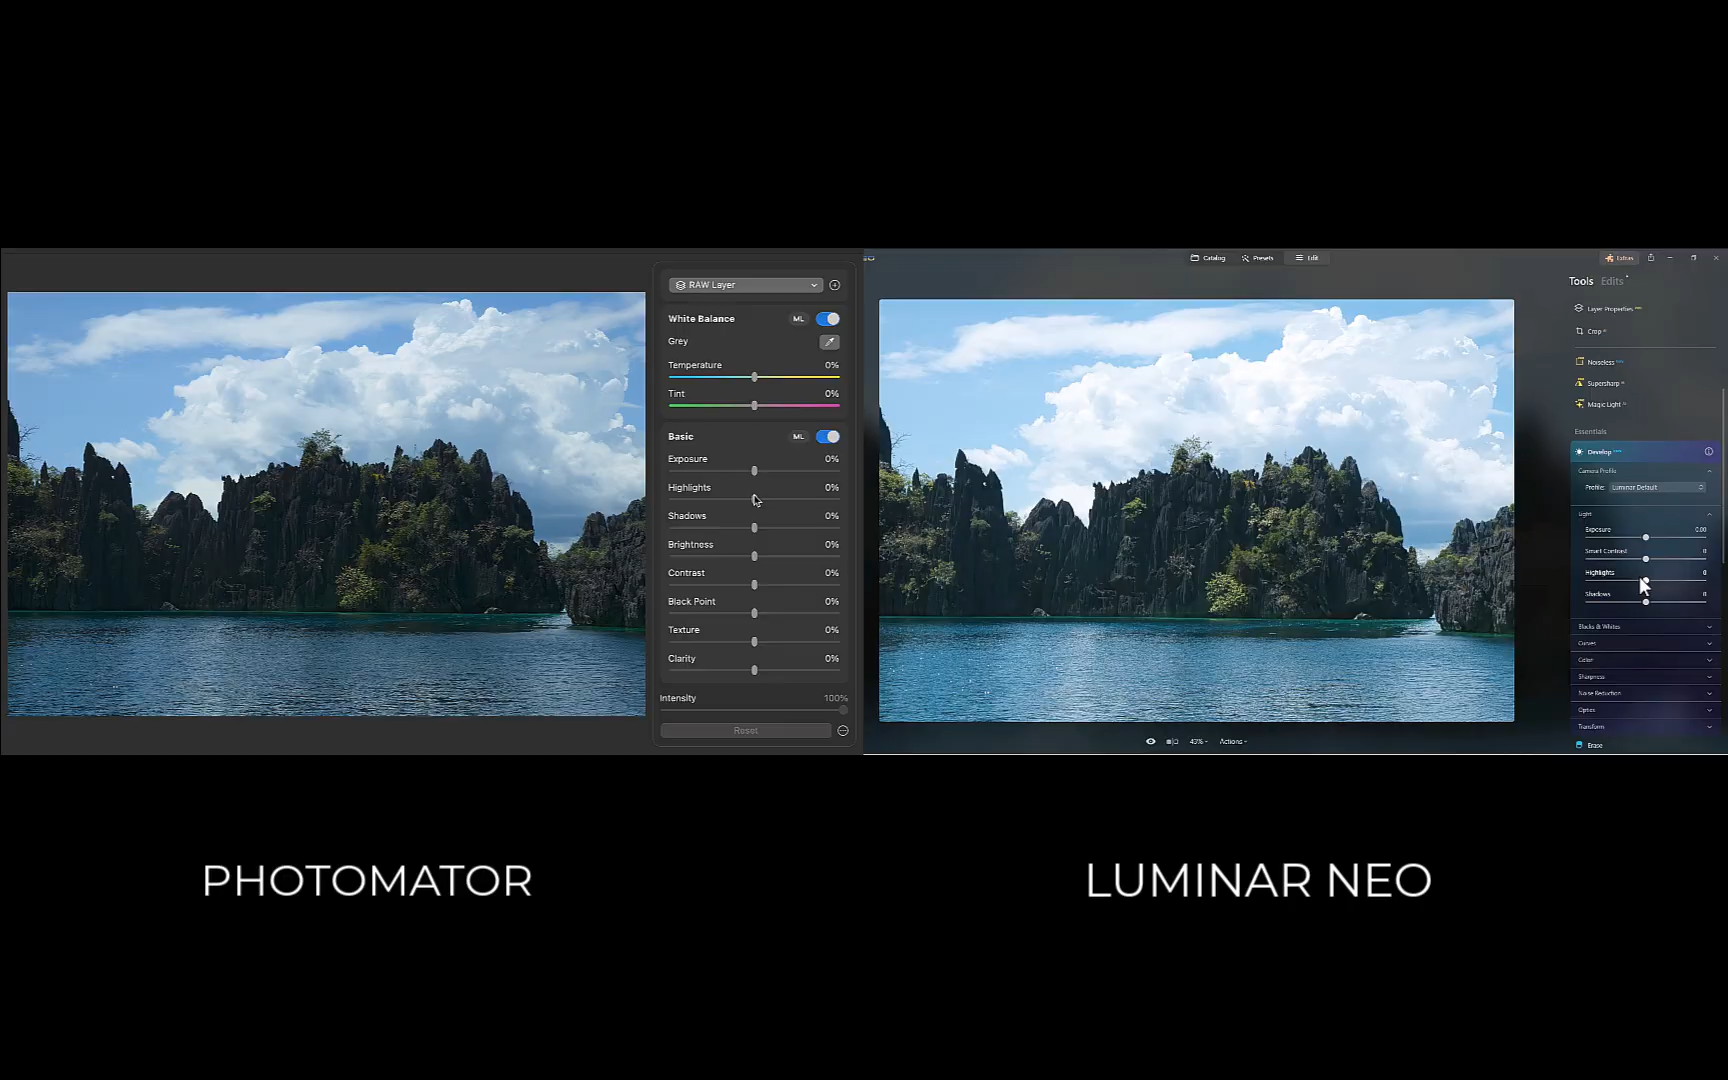 RAW Layer
White Balance ML
Grey
Temperature 0%
Tint 0%
Basic ML
Exposure 0%
Highlights 0%
Shadows 0%
Brightness 0%
Contrast 0%
Black Point 0%
Texture 0%
Clarity 0%
Intensity 100%
Reset
Catalog Presets Edit Extras
Tools Edits
Layer Properties
Crop
Noiseless
Supersharp
Magic Light
Essentials
Develop
Camera Profile
Profile: Luminar Default
Light
Exposure 0.00
Smart Contrast 0
Highlights 0
Shadows 0
Blacks & Whites
Curves
Color
Sharpness
Noise Reduction
Optics
Transform
Erase
43% Actions
PHOTOMATOR
LUMINAR NEO